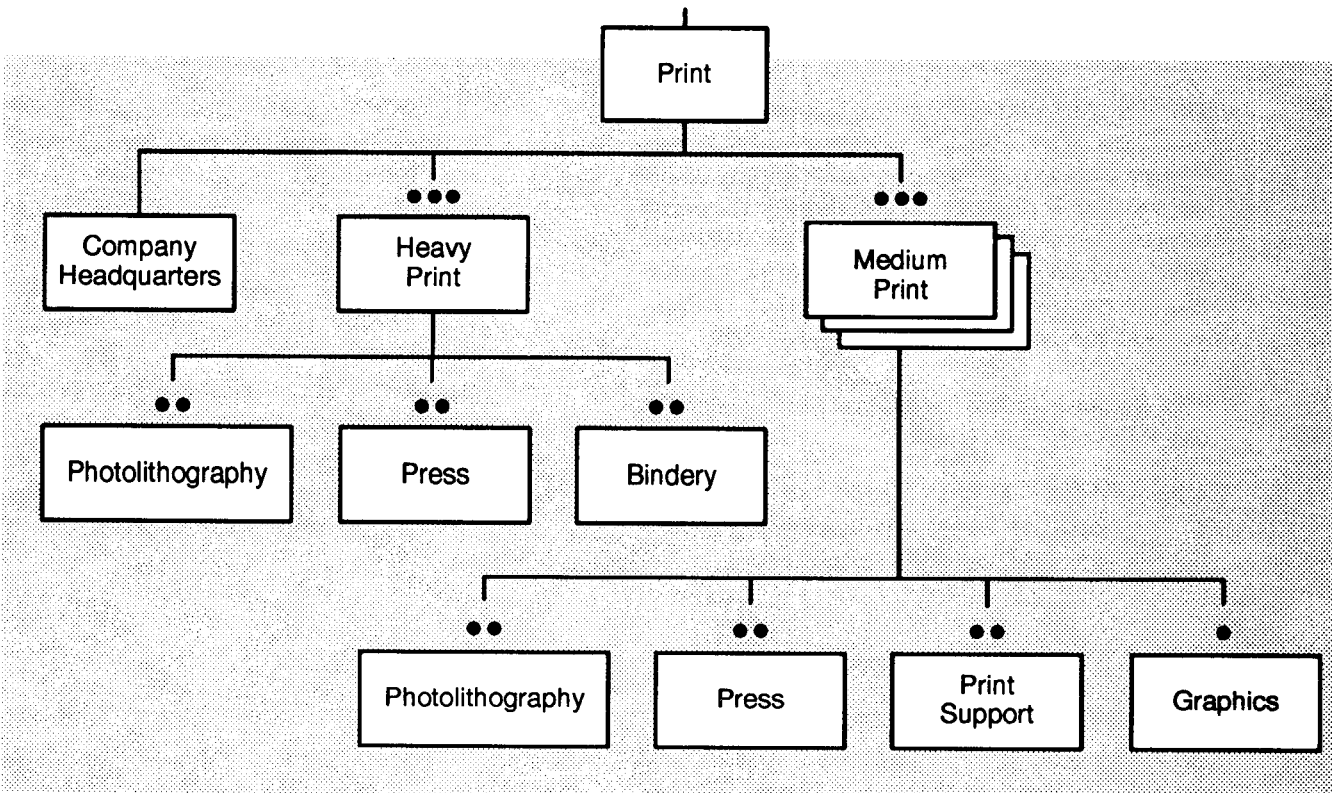 Print
Company
Headquarters
Heavy
Print
Medium
Print
Photolithography
Press
Bindery
Photolithography
Press
Print
Support
Graphics